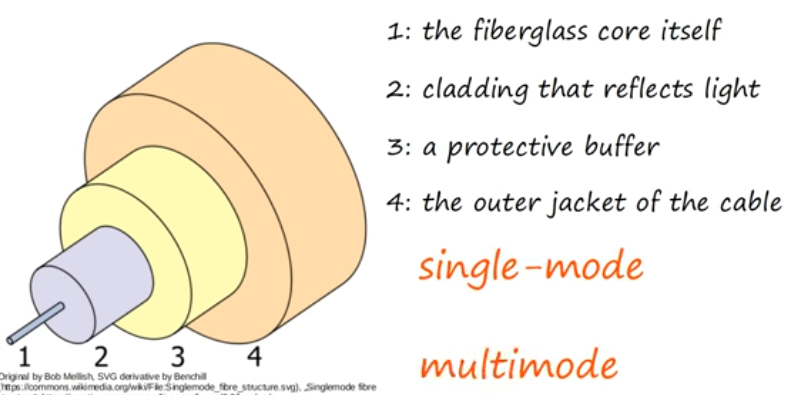 1: the fiberglass core itself
2: cladding that reflects light
3: a protective buffer
4: the outer jacket of the cable
single-mode
multimode
1 2 3 4
Original by Bob Mellish, SVG derivative by Benchill
(https://commons.wikimedia.org/wiki/File:Singlemode_fibre_structure.svg), „Singlemode fibre